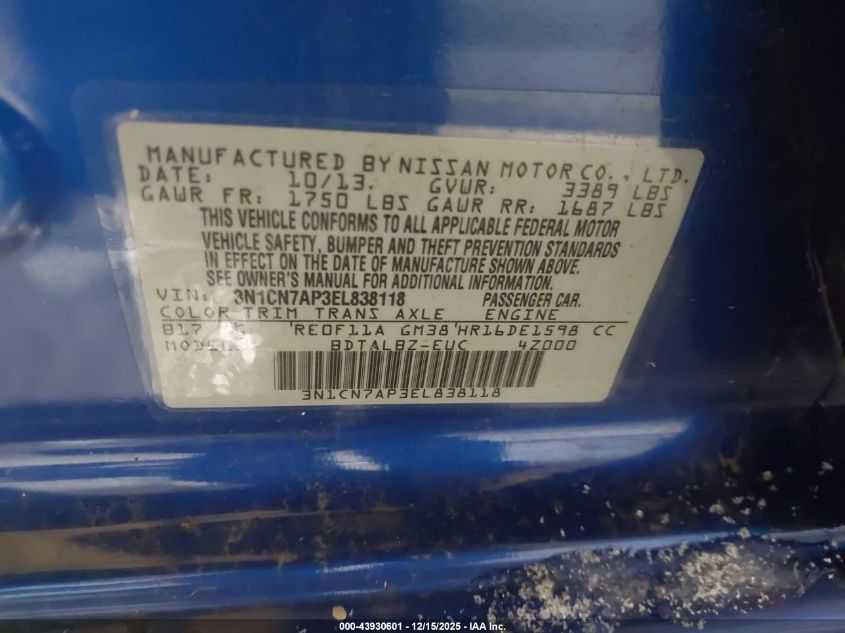 MANUFACTURED BY NISSAN MOTOR CO., LTD.
DATE: 10/13. GVWR: 3389 LBS
GAWR FR: 1750 LBS GAWR RR: 1687 LBS
THIS VEHICLE CONFORMS TO ALL APPLICABLE FEDERAL MOTOR
VEHICLE SAFETY, BUMPER AND THEFT PREVENTION STANDARDS
IN EFFECT ON THE DATE OF MANUFACTURE SHOWN ABOVE.
SEE OWNER'S MANUAL FOR ADDITIONAL INFORMATION.
VIN: 3N1CN7AP3EL838118 PASSENGER CAR.
COLOR TRIM TRANS AXLE ENGINE
B17 RE0F11A GM38 HR16DE1598 CC
MODEL BDTALBZ-EUC 4Z000
3N1CN7AP3EL838118
000-43930601 - 12/15/2025 - IAA Inc.